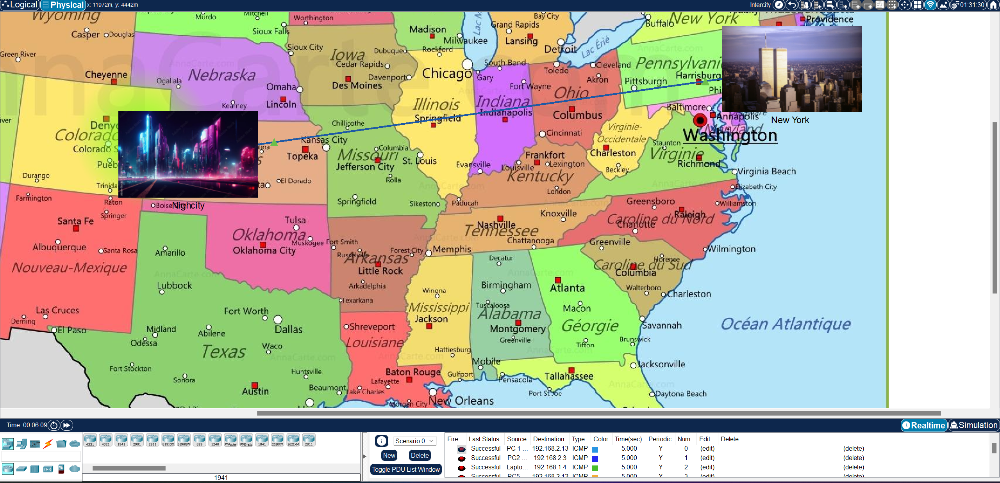 Logical Physical x: 11972m, y: 4442m Intercity 01:31:30
Wyoming Murdo Mitchell Worthington Bay City New York Providence
Casper Douglas Sioux Falls Madison Milwaukee Grand Rapids Lansing Detroit Buffalo
Green River Sioux City Iowa Dubuque Rockford Lac Érié
Cheyenne Ogallala Nebraska Cedar Rapids Davenport Chicago South Bend Gary Toledo Cleveland Pennsylvani
Omaha Des Moines Fort Wayne Akron Pittsburgh Harrisburg
Kearney Lincoln Illinois Indiana Ohio Phi
iver Springfield Indianapolis Columbus Baltimore Annapolis New York
Denve Chillicothe Virginie-Occidentale Maryland
Colorado Kansas City Cincinnati Washington
Colorado S lina Topeka Missouri Columbia Frankfort Charleston Staunton Virginie
Pueb s Jefferson City St. Louis Evansville Louisville Lexington Richmond
Durango ta El Dorado Rolla Kentucky Beckley Virginia Beach
Trinida London Elizabeth City
Farmington Raton Boise Nighcity Springfield Sikeston Paducah Greensboro Williamston
Santa Fe Springer Tulsa Nashville Knoxville Caroline du Nord Raleigh
Oklahoma Tennessee Charlotte
Albuquerque Santa Rosa Amarillo Oklahoma City Muskogee Fort Smith Chattanooga Greenville
Russelville Forest City Memphis Wilmington
Nouveau-Mexique Arkansas Decatur Caroline du Sud Florence
Little Rock Columbia
Lubbock Arkadelphia Winona Birmingham Atlanta Walterboro Charleston
Texarkana Mississippi Tuscaloosa
Las Cruces Fort Worth Jackson Alabama Macon
Deming El Paso Midland Abilene Dallas Shreveport Montgomery Géorgie Savannah Océan Atlantique
Odessa Texas Waco Louisiane Greenville Tifton Brunswick
Fort Stockton Hattiesburg Mobile Jacksonville
Sonora Huntsville Baton Rouge Gulfport Pensacola Tallahassee
Austin Beaumont Lake Charles Lafayette Port St Joe Daytona Beach
Morgan City New Orleans
AnnaCarte.com
Time: 00:06:09 Realtime Simulation
4331 4321 1941 2901 2911 819IOX 819HGW 829 1240 PT-Router PT-Empty 1841 2620XM 2621XM 2811
1941
Scenario 0
New Delete
Toggle PDU List Window
Fire Last Status Source Destination Type Color Time(sec) Periodic Num Edit Delete
Successful PC 1 ... 192.168.2.13 ICMP 5.000 Y 0 (edit) (delete)
Successful PC2 ... 192.168.2.3 ICMP 5.000 Y 1 (edit) (delete)
Successful Lapto... 192.168.1.4 ICMP 5.000 Y 2 (edit) (delete)
Successful PC5 192.168.2.12 ICMP 5.000 Y 3 (edit) (delete)